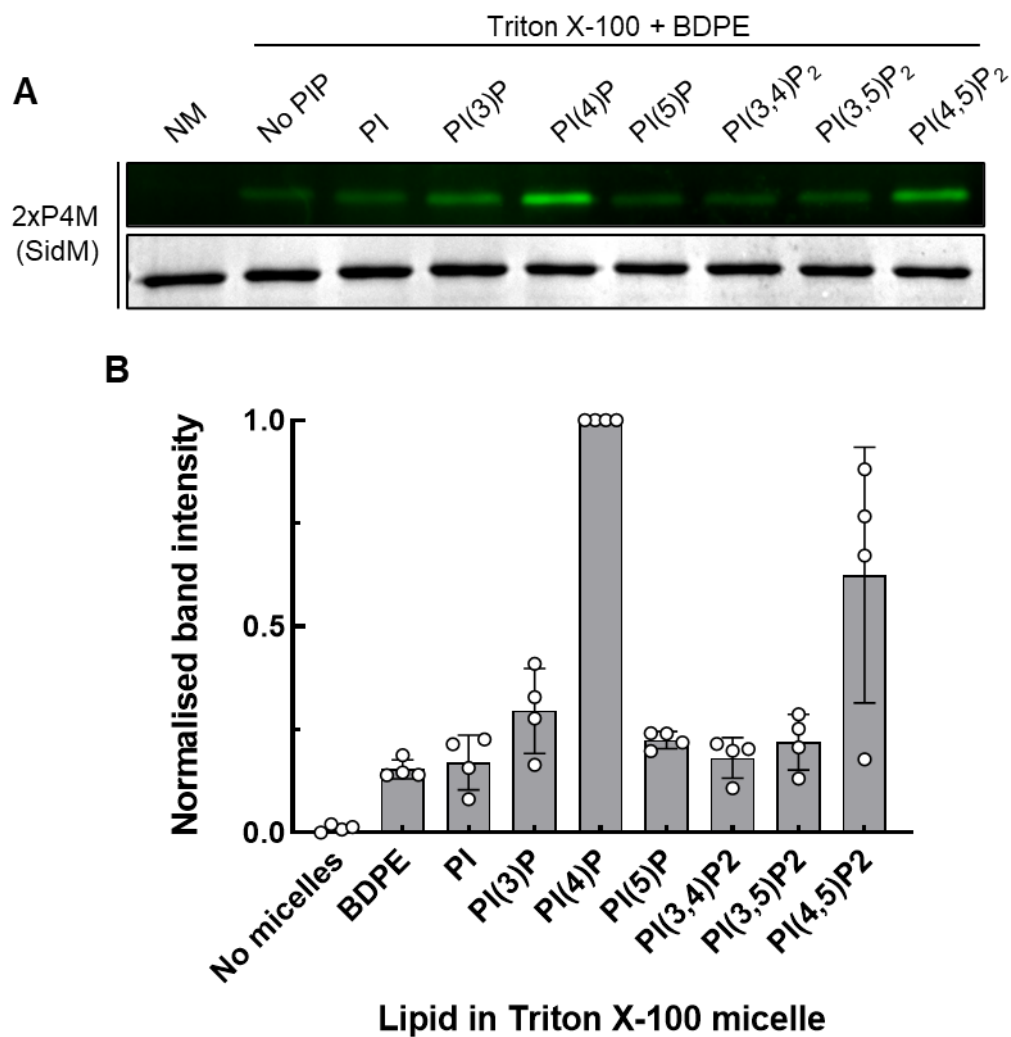 Triton X-100 + BDPE
A
NM
No PIP
PI
PI(3)P
PI(4)P
PI(5)P
PI(3,4)P₂
PI(3,5)P₂
PI(4,5)P₂
2xP4M
(SidM)
B
Normalised band intensity
1.0
0.5
0.0
No micelles
BDPE
PI
PI(3)P
PI(4)P
PI(5)P
PI(3,4)P2
PI(3,5)P2
PI(4,5)P2
Lipid in Triton X-100 micelle